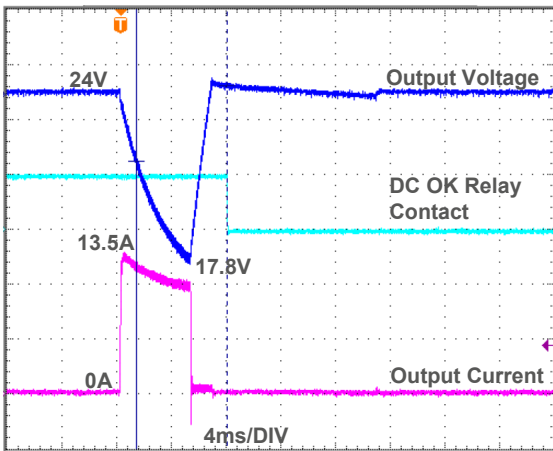 T
24V
Output Voltage
DC OK Relay
Contact
13.5A
17.8V
0A
Output Current
4ms/DIV